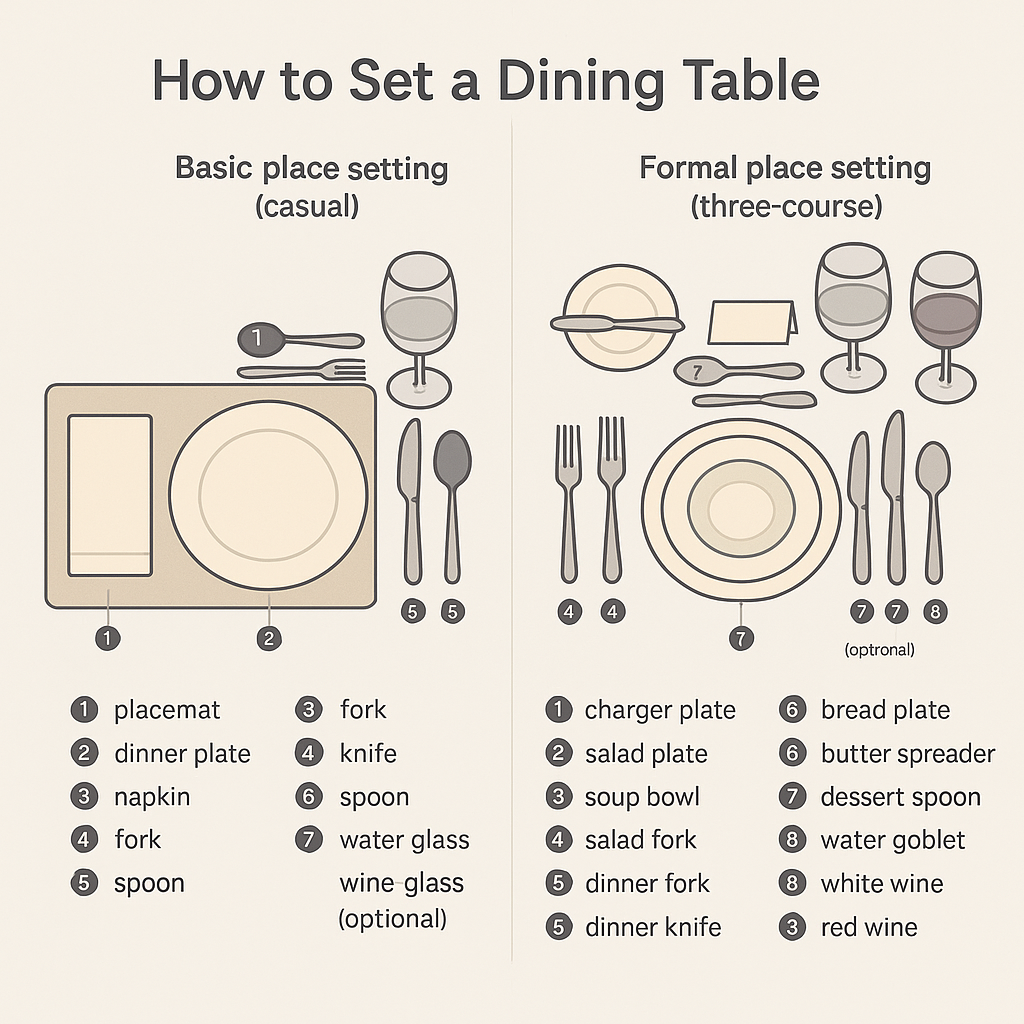 How to Set a Dining Table
Basic place setting
(casual)
1
5 5
1 2
1 placemat
2 dinner plate
3 napkin
4 fork
5 spoon
3 fork
4 knife
6 spoon
7 water glass
wine glass
(optional)
Formal place setting
(three-course)
7
4 4 7 7 8
7
(optronal)
1 charger plate
2 salad plate
3 soup bowl
4 salad fork
5 dinner fork
5 dinner knife
6 bread plate
6 butter spreader
7 dessert spoon
8 water goblet
8 white wine
3 red wine